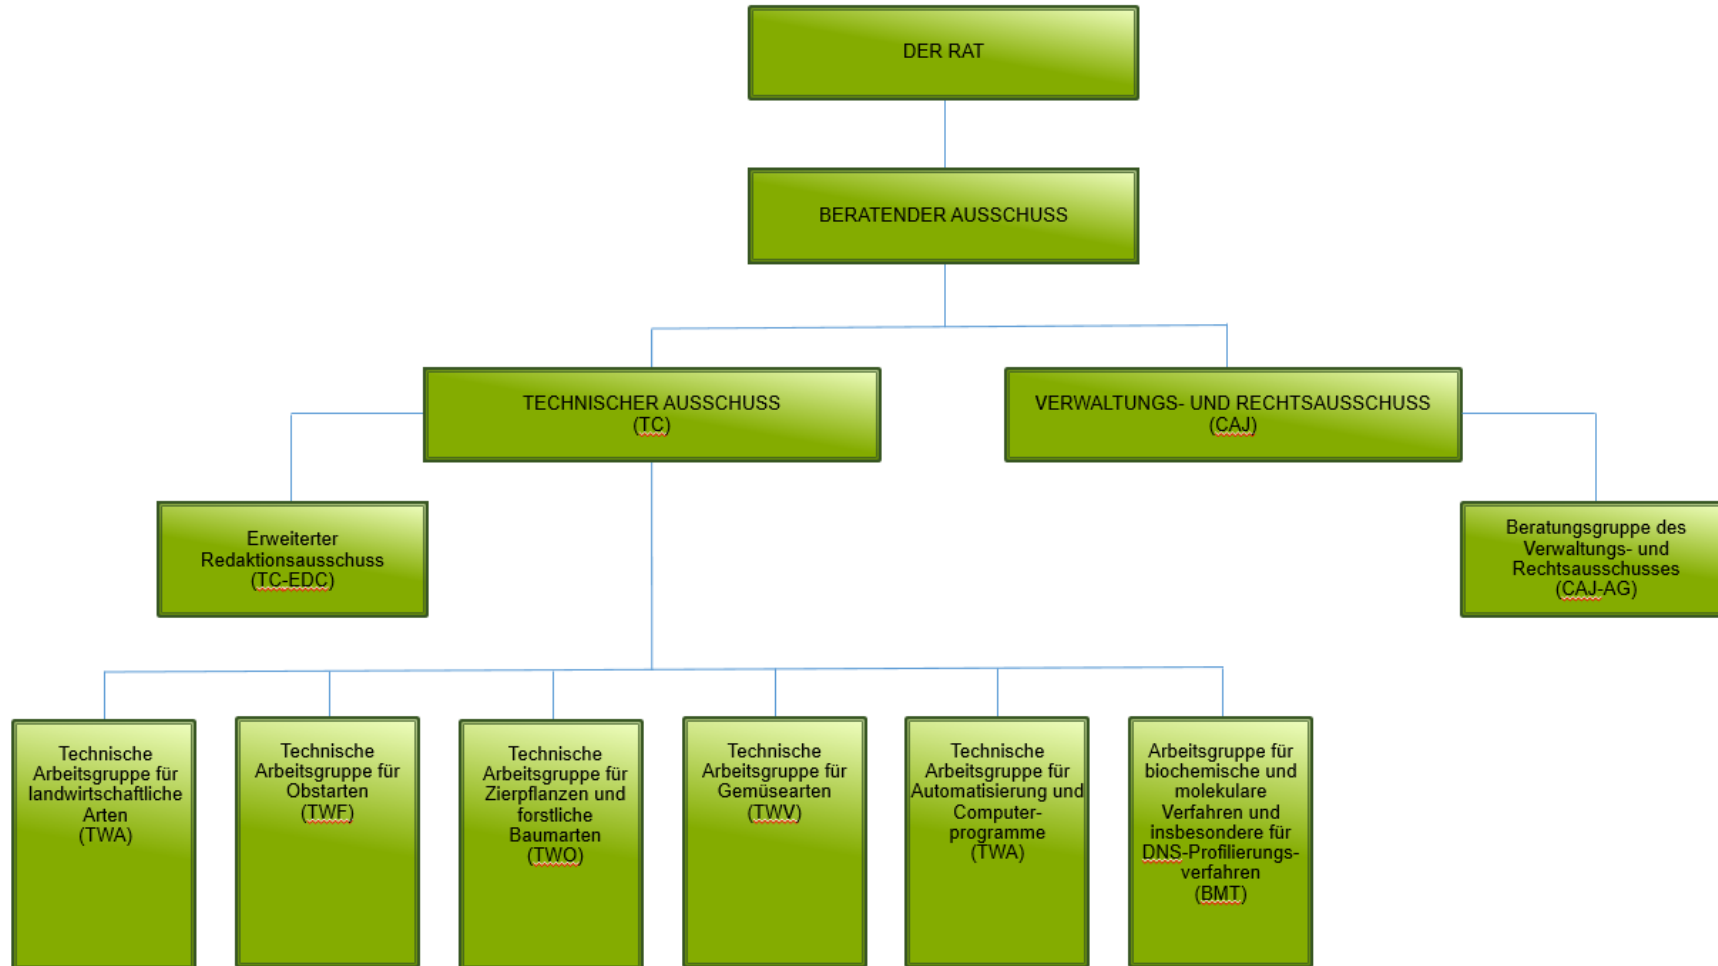 DER RAT
BERATENDER AUSSCHUSS
TECHNISCHER AUSSCHUSS
(TC)
VERWALTUNGS- UND RECHTSAUSSCHUSS
(CAJ)
Erweiterter
Redaktionsausschuss
(TC-EDC)
Beratungsgruppe des
Verwaltungs- und
Rechtsausschusses
(CAJ-AG)
Technische
Arbeitsgruppe für
landwirtschaftliche
Arten
(TWA)
Technische
Arbeitsgruppe für
Obstarten
(TWF)
Technische
Arbeitsgruppe für
Zierpflanzen und
forstliche
Baumarten
(TWO)
Technische
Arbeitsgruppe für
Gemüsearten
(TWV)
Technische
Arbeitsgruppe für
Automatisierung und
Computer-
programme
(TWA)
Arbeitsgruppe für
biochemische und
molekulare
Verfahren und
insbesondere für
DNS-Profilierungs-
verfahren
(BMT)